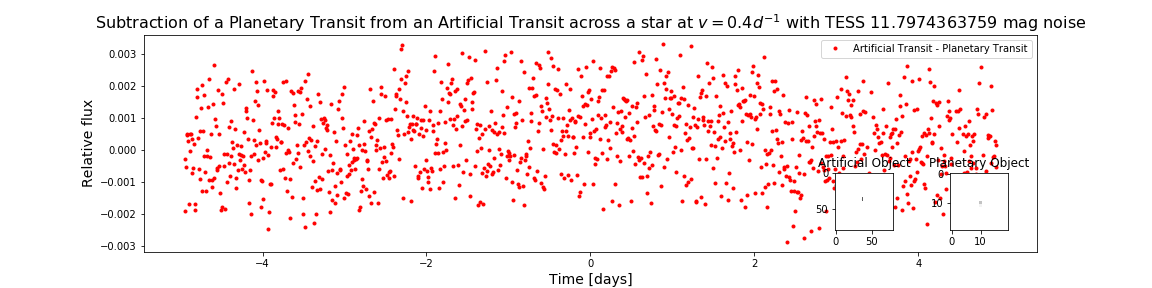 Subtraction of a Planetary Transit from an Artificial Transit across a star at v = 0.4d⁻¹ with TESS 11.7974363759 mag noise
Artificial Transit - Planetary Transit
Relative flux
0.003
0.002
0.001
0.000
−0.001
−0.002
−0.003
Artificial Object
0
50
0 50
Planetary Object
0
10
0 10
−4 −2 0 2 4
Time [days]